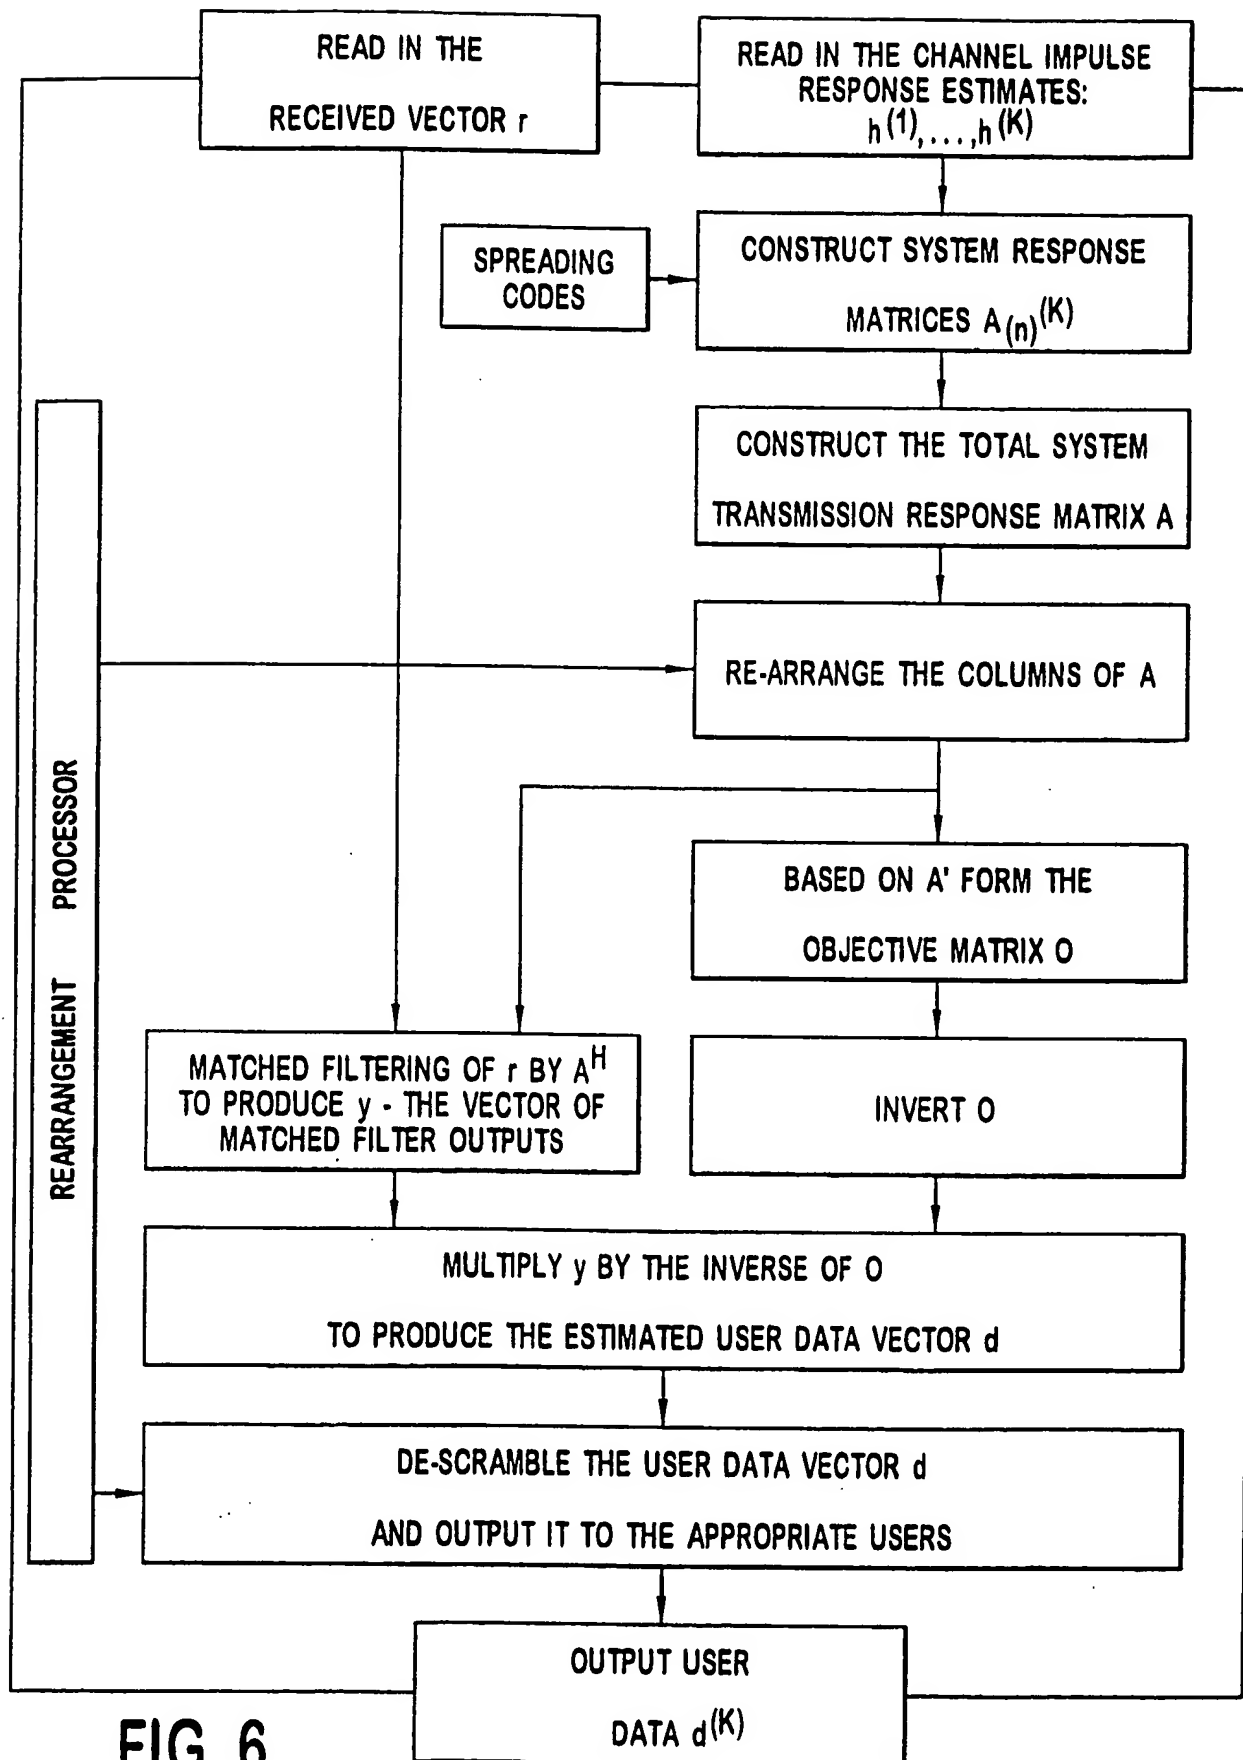 READ IN THE
RECEIVED VECTOR r
READ IN THE CHANNEL IMPULSE
RESPONSE ESTIMATES:
h(1),...,h(K)
SPREADING
CODES
CONSTRUCT SYSTEM RESPONSE
MATRICES A(n)(K)
CONSTRUCT THE TOTAL SYSTEM
TRANSMISSION RESPONSE MATRIX A
RE-ARRANGE THE COLUMNS OF A
REARRANGEMENT PROCESSOR
BASED ON A' FORM THE
OBJECTIVE MATRIX O
MATCHED FILTERING OF r BY AH
TO PRODUCE y - THE VECTOR OF
MATCHED FILTER OUTPUTS
INVERT O
MULTIPLY y BY THE INVERSE OF O
TO PRODUCE THE ESTIMATED USER DATA VECTOR d
DE-SCRAMBLE THE USER DATA VECTOR d
AND OUTPUT IT TO THE APPROPRIATE USERS
OUTPUT USER
DATA d(K)
FIG. 6